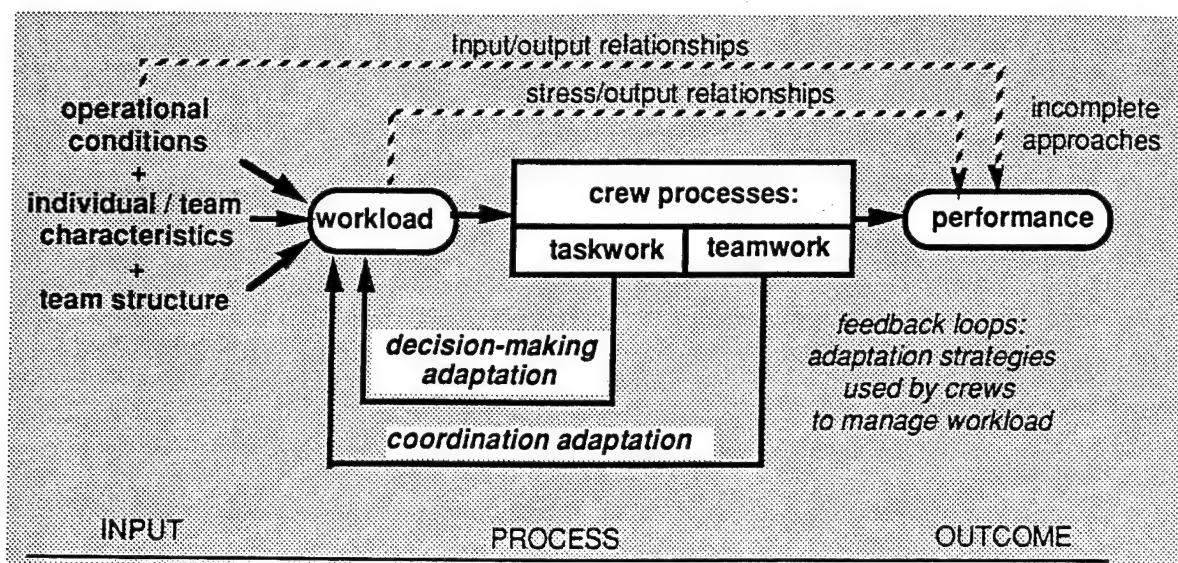 Input/output relationships
stress/output relationships
incomplete
approaches
operational
conditions
+
individual / team
characteristics
+
team structure
workload
crew processes:
taskwork
teamwork
performance
decision-making
adaptation
coordination adaptation
feedback loops:
adaptation strategies
used by crews
to manage workload
INPUT
PROCESS
OUTCOME